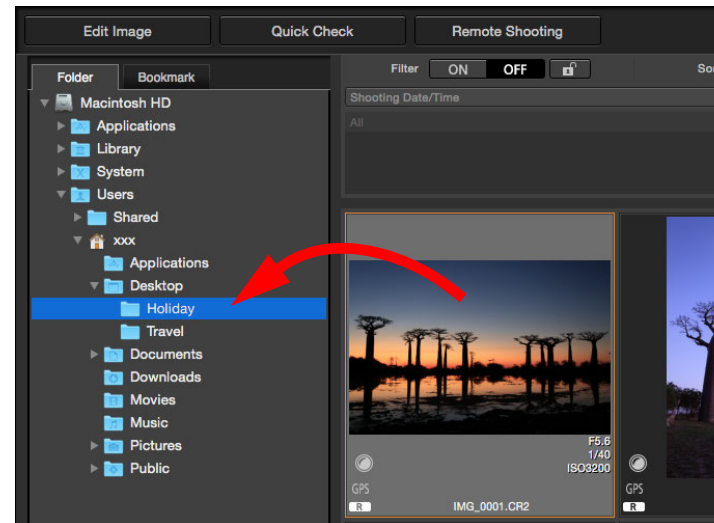 Edit Image
Quick Check
Remote Shooting
Folder
Bookmark
Macintosh HD
Applications
Library
System
Users
Shared
xxx
Applications
Desktop
Holiday
Travel
Documents
Downloads
Movies
Music
Pictures
Public
Filter
ON
OFF
Shooting Date/Time
All
F5.6
1/40
ISO3200
GPS
R
IMG_0001.CR2
GPS
R